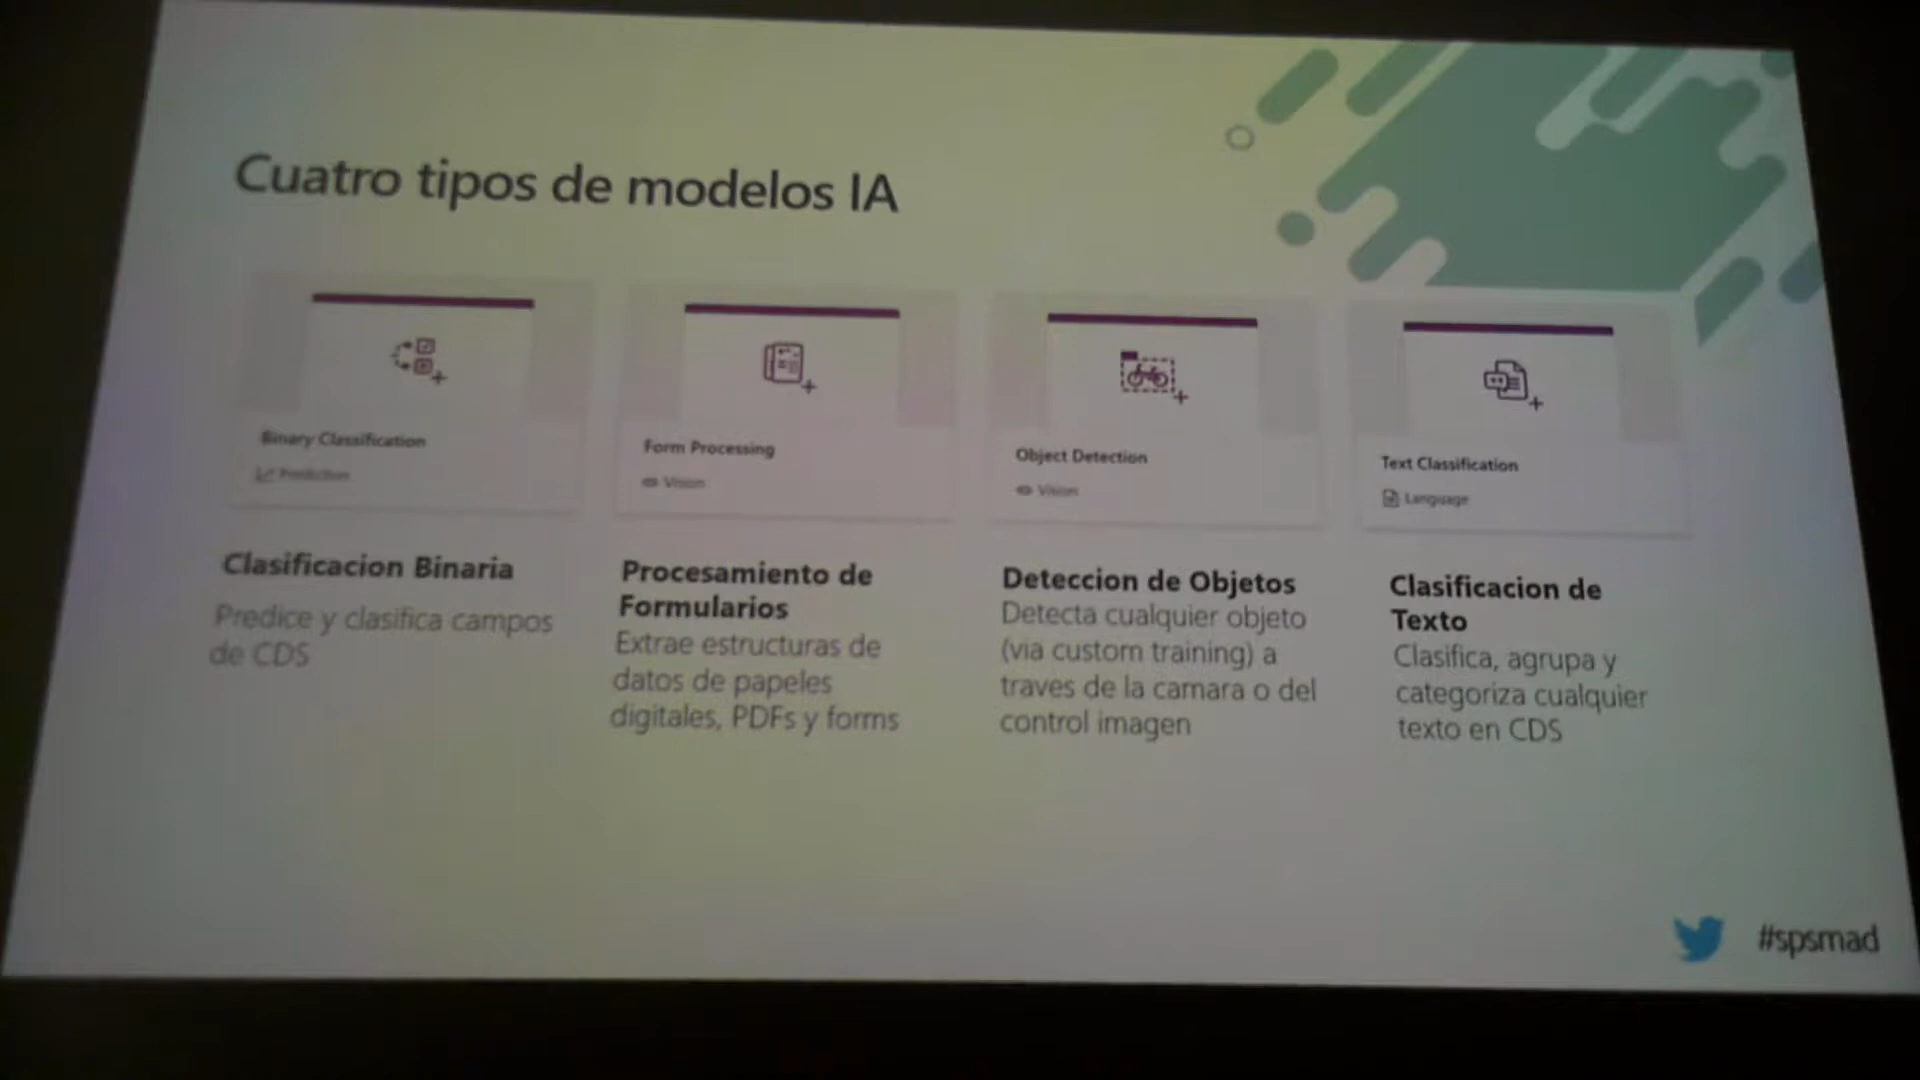 Cuatro tipos de modelos IA
Binary Classification
Prediction
Form Processing
Vision
Object Detection
Vision
Text Classification
Language
Clasificacion Binaria
Predice y clasifica campos
de CDS
Procesamiento de
Formularios
Extrae estructuras de
datos de papeles
digitales, PDFs y forms
Deteccion de Objetos
Detecta cualquier objeto
(via custom training) a
traves de la camara o del
control imagen
Clasificacion de
Texto
Clasifica, agrupa y
categoriza cualquier
texto en CDS
#spsmad